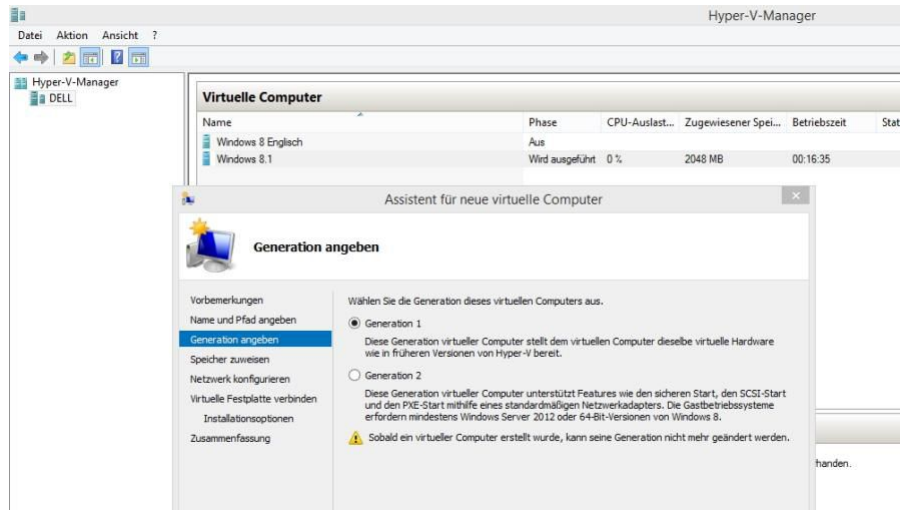 Hyper-V-Manager
Datei Aktion Ansicht ?
Hyper-V-Manager
DELL
Virtuelle Computer
Name Phase CPU-Auslast... Zugewiesener Spei... Betriebszeit Stat
Windows 8 Englisch Aus
Windows 8.1 Wird ausgeführt 0 % 2048 MB 00:16:35
Assistent für neue virtuelle Computer
Generation angeben
Vorbemerkungen
Name und Pfad angeben
Generation angeben
Speicher zuweisen
Netzwerk konfigurieren
Virtuelle Festplatte verbinden
Installationsoptionen
Zusammenfassung
Wählen Sie die Generation dieses virtuellen Computers aus.
Generation 1
Diese Generation virtueller Computer stellt dem virtuellen Computer dieselbe virtuelle Hardware
wie in früheren Versionen von Hyper-V bereit.
Generation 2
Diese Generation virtueller Computer unterstützt Features wie den sicheren Start, den SCSI-Start
und den PXE-Start mithilfe eines standardmäßigen Netzwerkadapters. Die Gastbetriebssysteme
erfordern mindestens Windows Server 2012 oder 64-Bit-Versionen von Windows 8.
Sobald ein virtueller Computer erstellt wurde, kann seine Generation nicht mehr geändert werden.
handen.